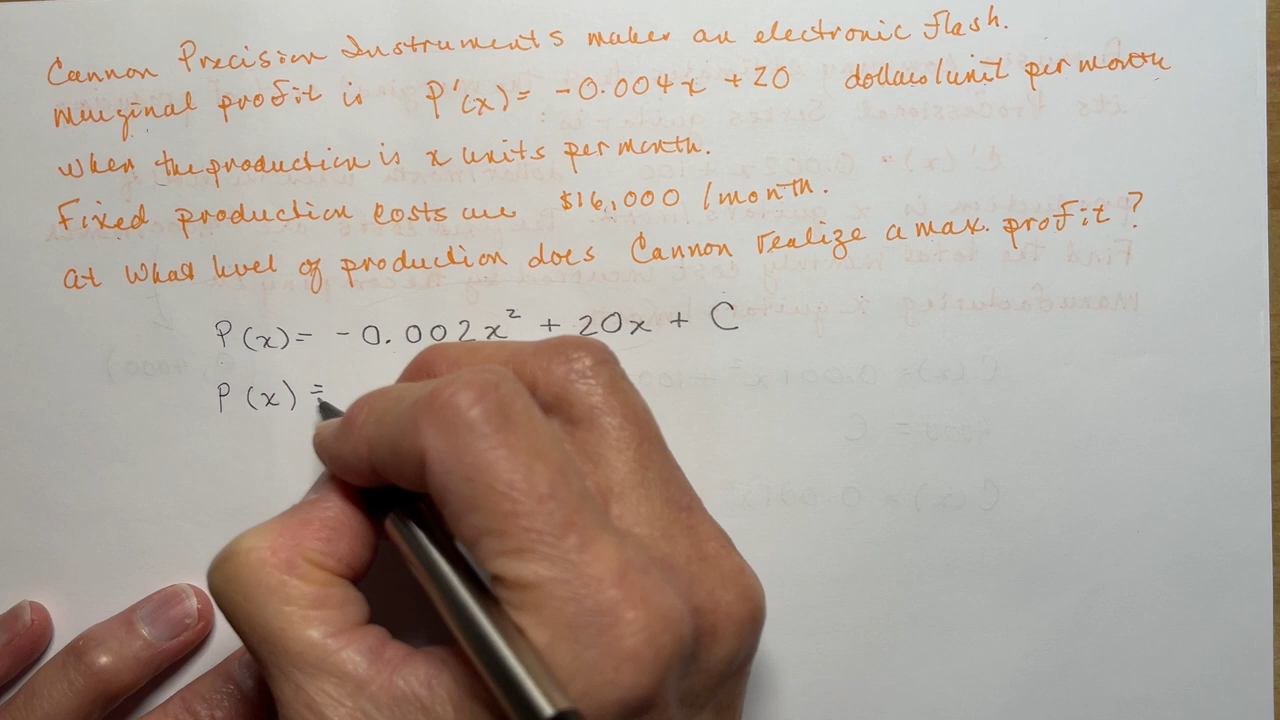 Cannon Precision Instruments makes an electronic flash.
marginal profit is P'(x) = -0.004x + 20 dollars/unit per month
when the production is x units per month.
Fixed production costs are $16,000 /month.
at what level of production does Cannon realize a max. profit?
P(x) = -0.002x² + 20x + C
P(x) =